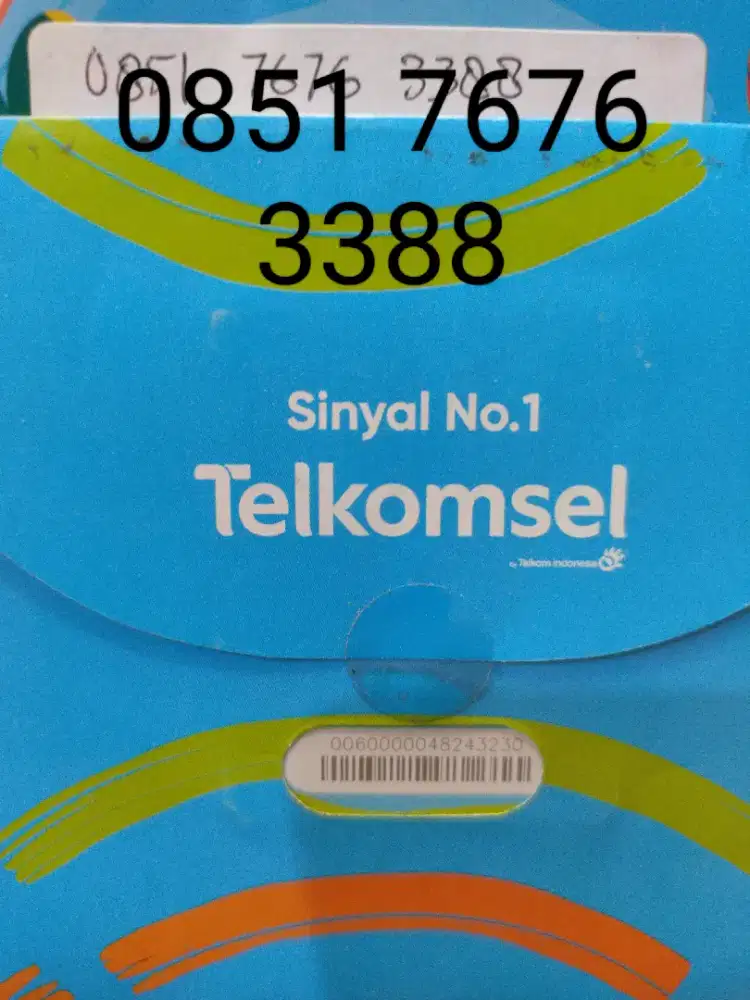 0851 7676 3388
0851 7676
3388
Sinyal No.1
Telkomsel
by Telkom Indonesia
0060000048243230